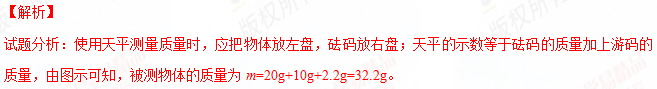 【解析】
试题分析：使用天平测量质量时，应把物体放左盘，砝码放右盘；天平的示数等于砝码的质量加上游码的
质量，由图示可知，被测物体的质量为 m=20g+10g+2.2g=32.2g。